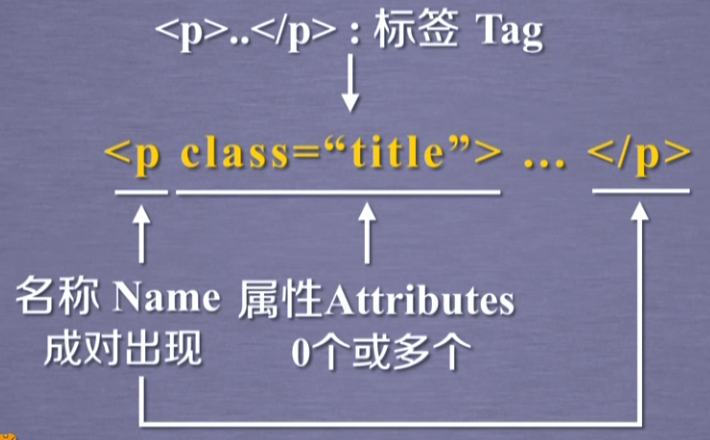 <p>..</p> : 标签 Tag
<p class=“title”> … </p>
名称 Name 属性Attributes
成对出现 0个或多个